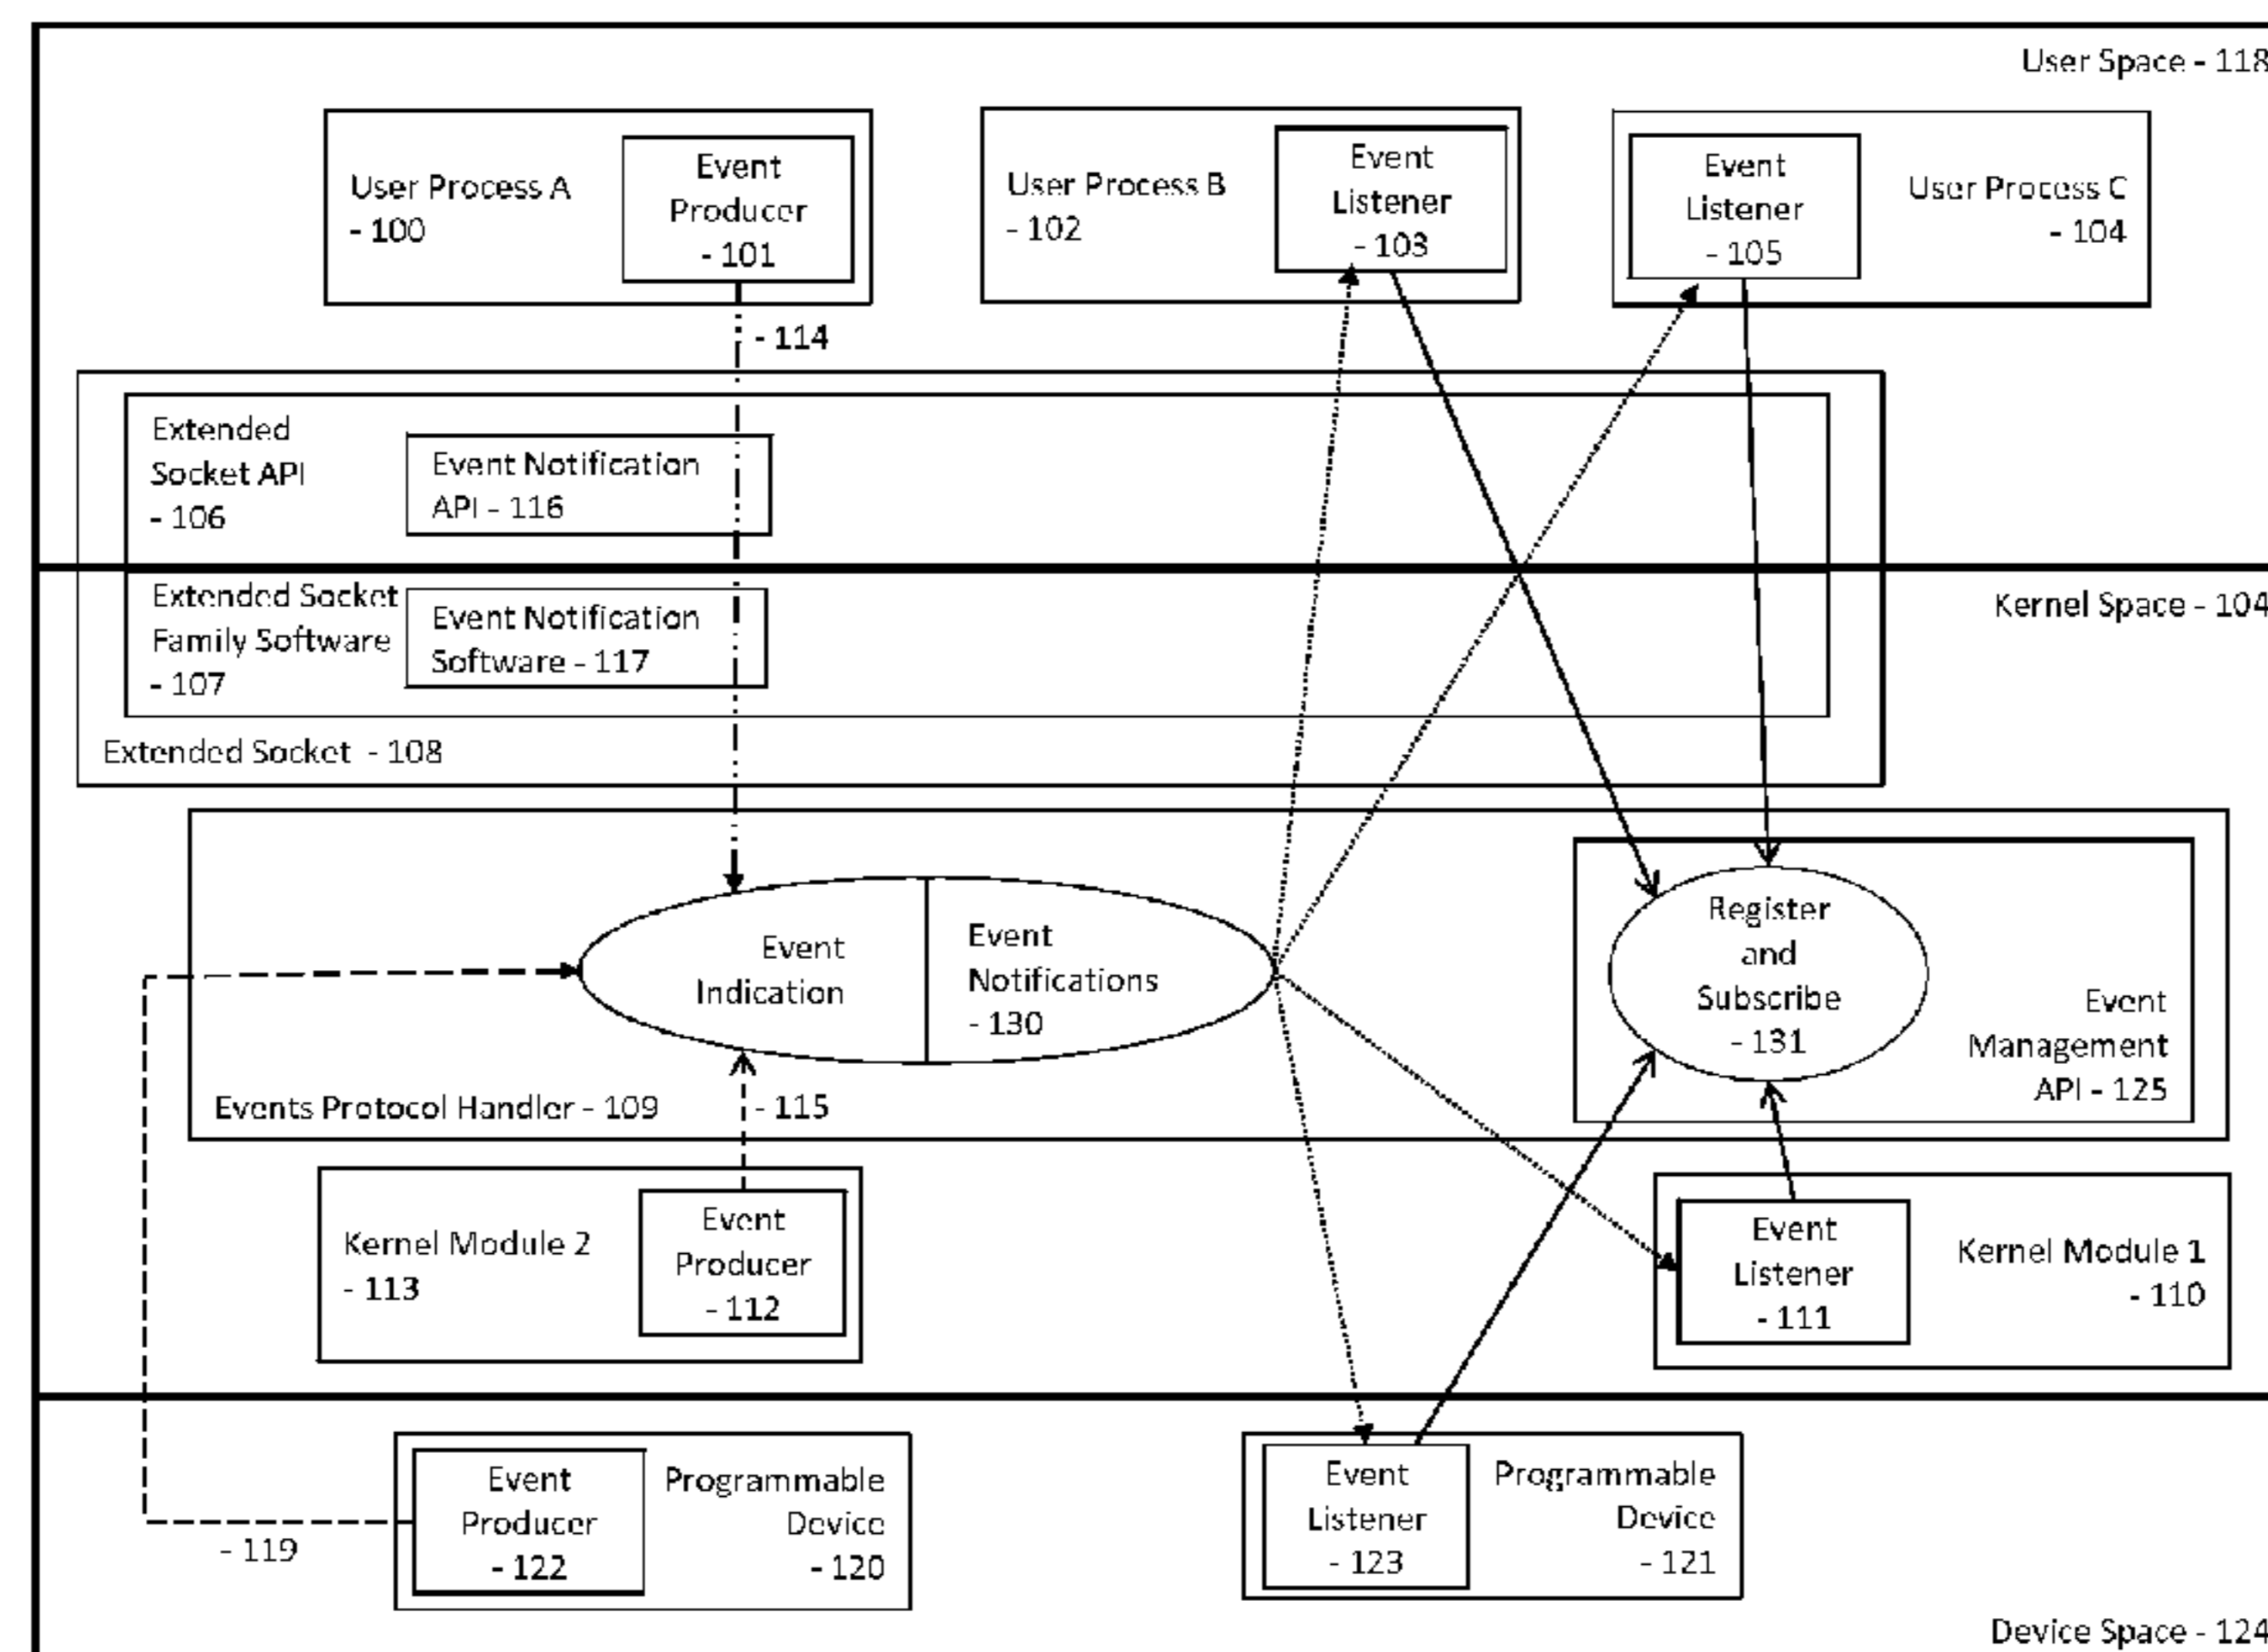 User Space - 118
User Process A
- 100
Event
Producer
- 101
User Process B
- 102
Event
Listener
- 103
Event
Listener
- 105
User Process C
- 104
- 114
Extended
Socket API
- 106
Event Notification
API - 116
Extended Socket
Family Software
- 107
Event Notification
Software - 117
Kernel Space - 104
Extended Socket - 108
Event
Indication
Event
Notifications
- 130
Register
and
Subscribe
- 131
Event
Management
API - 125
Events Protocol Handler - 109
- 115
Kernel Module 2
- 113
Event
Producer
- 112
Event
Listener
- 111
Kernel Module 1
- 110
- 119
Event
Producer
- 122
Programmable
Device
- 120
Event
Listener
- 123
Programmable
Device
- 121
Device Space - 124